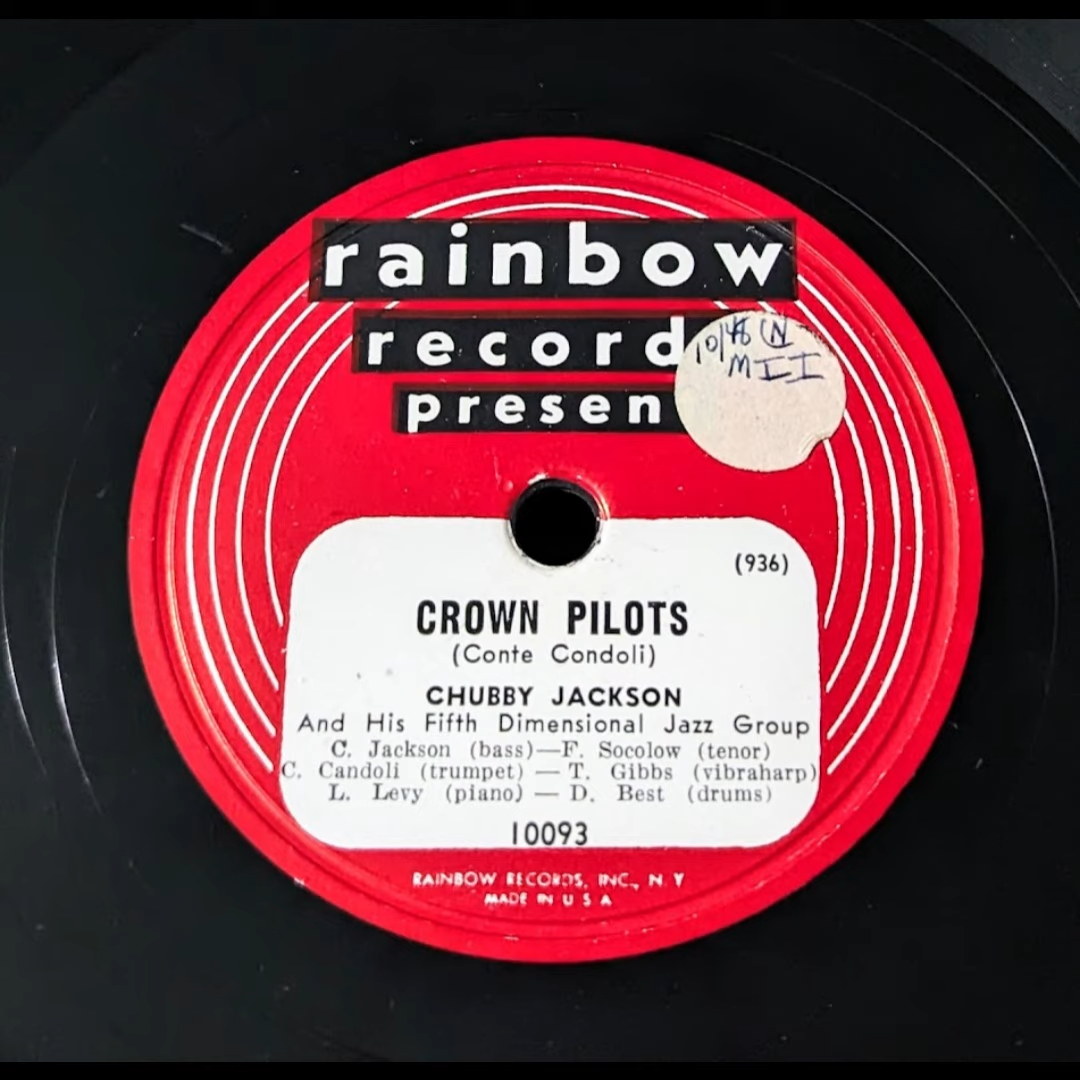 rainbow
record
presen
10/48 N
MII
(936)
CROWN PILOTS
(Conte Condoli)
CHUBBY JACKSON
And His Fifth Dimensional Jazz Group
C. Jackson (bass)—F. Socolow (tenor)
C. Candoli (trumpet) — T. Gibbs (vibraharp)
L. Levy (piano) — D. Best (drums)
10093
RAINBOW RECORDS, INC., N. Y
MADE IN U S A